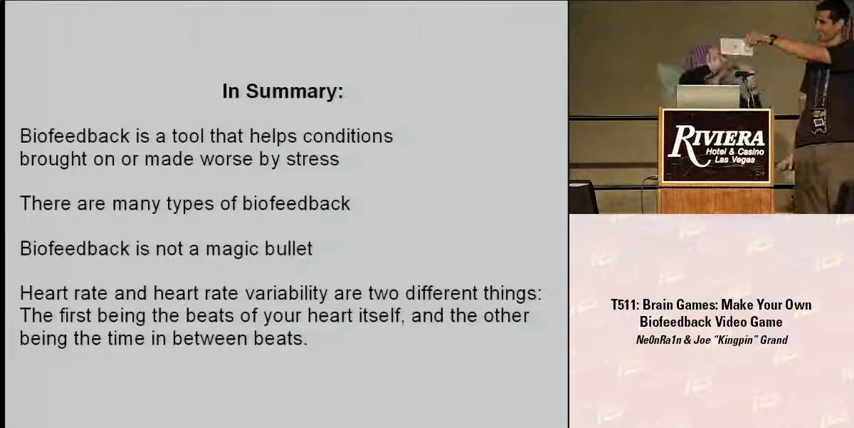 In Summary:
Biofeedback is a tool that helps conditions
brought on or made worse by stress
There are many types of biofeedback
Biofeedback is not a magic bullet
Heart rate and heart rate variability are two different things:
The first being the beats of your heart itself, and the other
being the time in between beats.
RIVIERA
Hotel & Casino
Las Vegas
T511: Brain Games: Make Your Own
Biofeedback Video Game
Ne0nRa1n & Joe "Kingpin" Grand